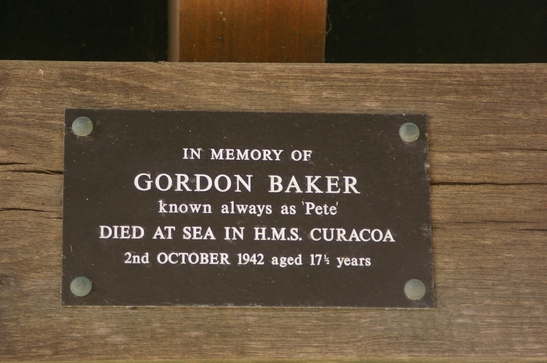 IN MEMORY OF
GORDON BAKER
known always as 'Pete'
DIED AT SEA IN H.M.S. CURACOA
2nd OCTOBER 1942 aged 17½ years